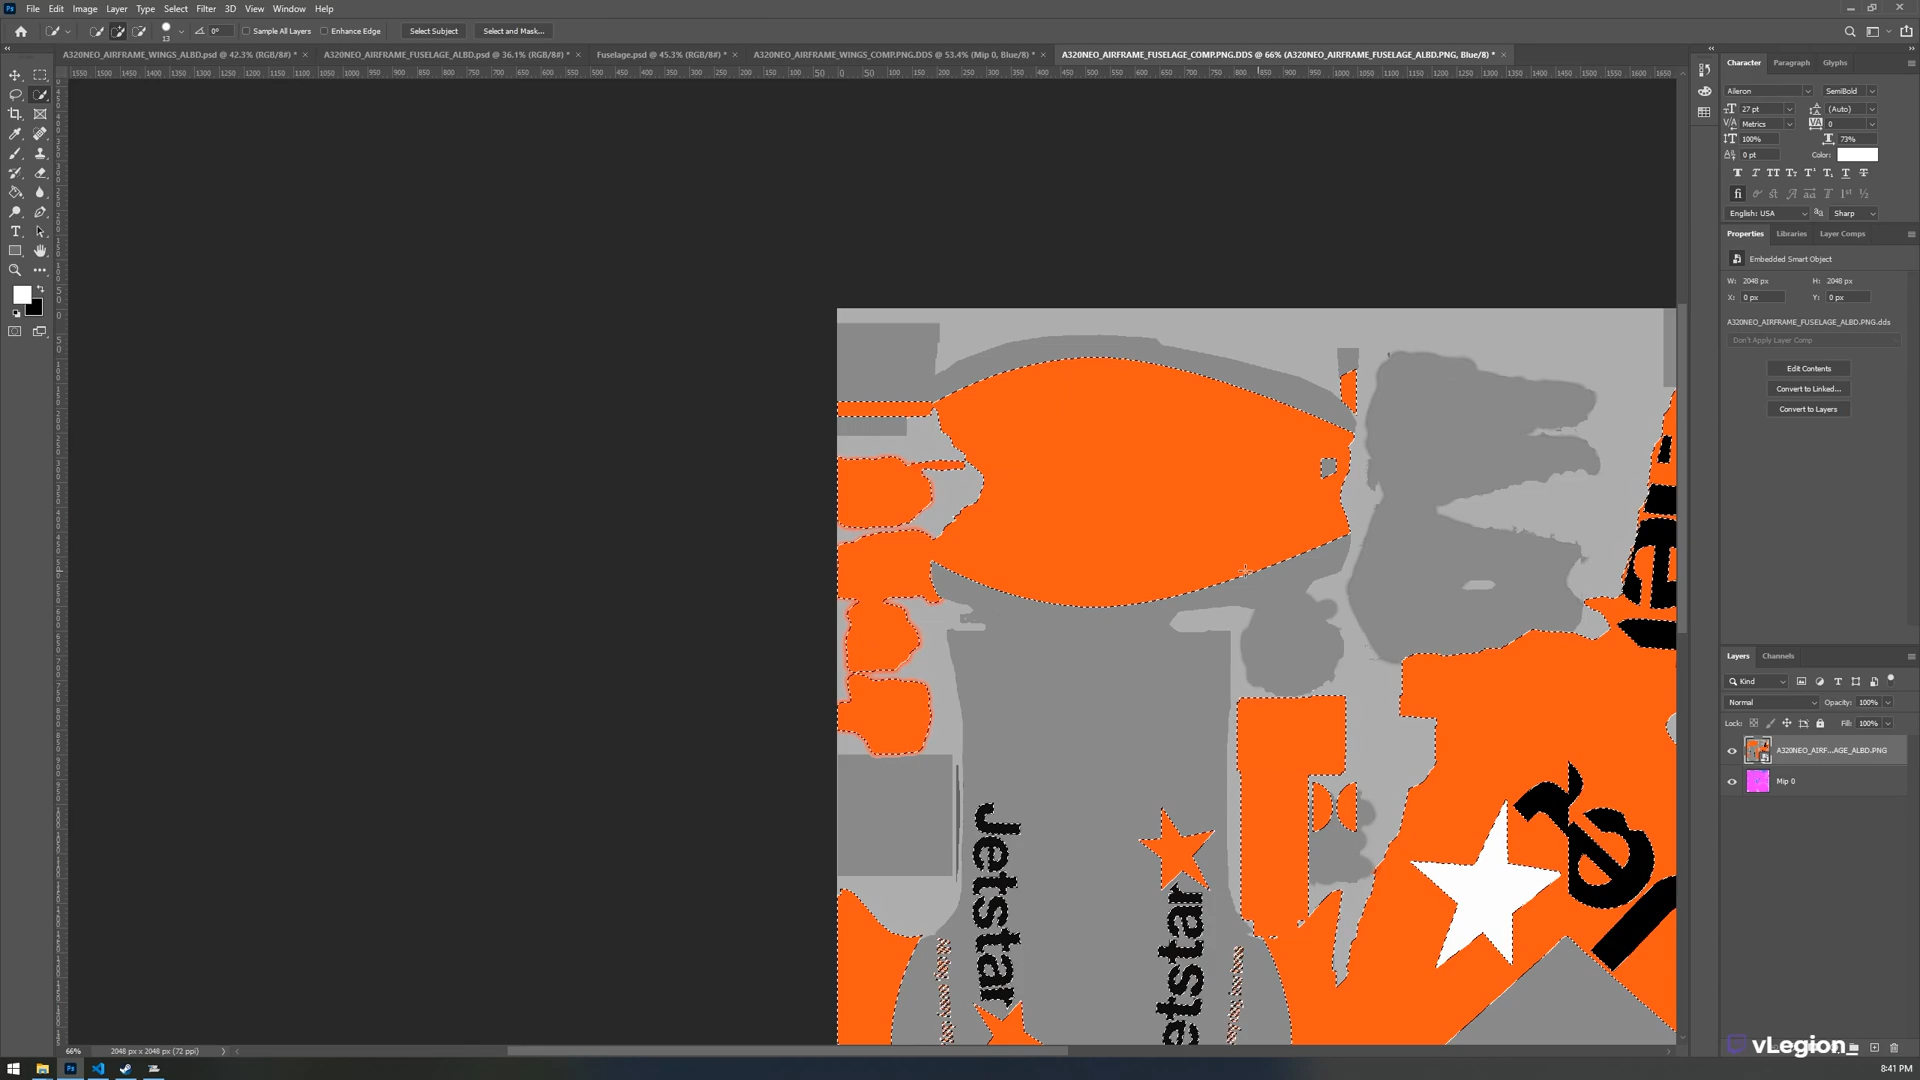 File Edit Image Layer Type Select Filter 3D View Window Help
13 0° Sample All Layers Enhance Edge Select Subject Select and Mask...
A320NEO_AIRFRAME_WINGS_ALBD.psd @ 42.3% (RGB/8#) * × A320NEO_AIRFRAME_FUSELAGE_ALBD.psd @ 36.1% (RGB/8#) * × Fuselage.psd @ 45.3% (RGB/8#) * × A320NEO_AIRFRAME_WINGS_COMP.PNG.DDS @ 53.4% (Mip 0, Blue/8) * × A320NEO_AIRFRAME_FUSELAGE_COMP.PNG.DDS @ 66% (A320NEO_AIRFRAME_FUSELAGE_ALBD.PNG, Blue/8) * ×
Character Paragraph Glyphs
Aileron SemiBold
27 pt (Auto)
Metrics 0
100% 73%
0 pt Color:
English: USA Sharp
Properties Libraries Layer Comps
Embedded Smart Object
W: 2048 px H: 2048 px
X: 0 px Y: 0 px
A320NEO_AIRFRAME_FUSELAGE_ALBD.PNG.dds
Don't Apply Layer Comp
Edit Contents
Convert to Linked...
Convert to Layers
Layers Channels
Kind
Normal Opacity: 100%
Lock: Fill: 100%
A320NEO_AIRF...AGE_ALBD.PNG
Mip 0
Jetstar
Jetstar
66% 2048 px x 2048 px (72 ppi)
vLegion_
8:41 PM